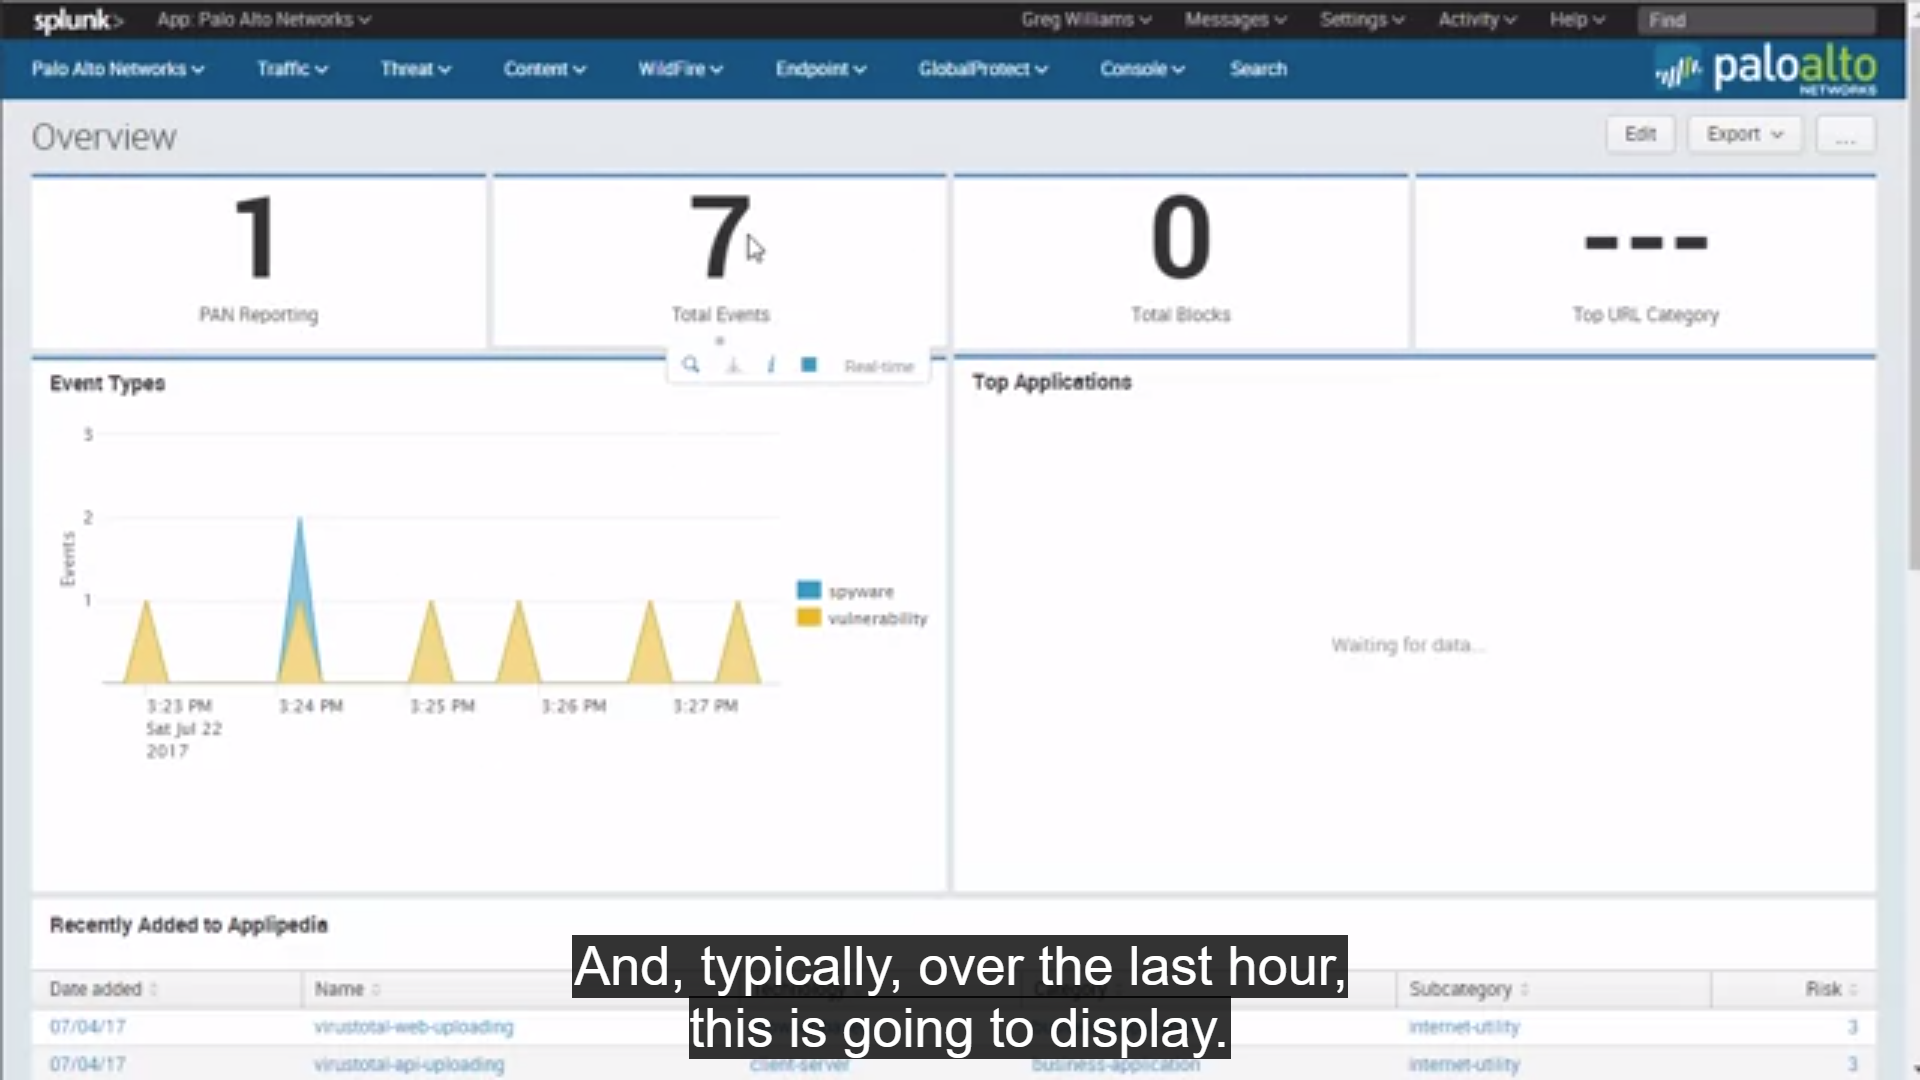 splunk> App: Palo Alto Networks Greg Williams Messages Settings Activity Help Find
Palo Alto Networks Traffic Threat Content WildFire Endpoint GlobalProtect Console Search paloalto NETWORKS
Overview Edit Export ...
1 7 0 ---
PAN Reporting Total Events Total Blocks Top URL Category
i Real-time
Event Types
3
2
1
Events
spyware
vulnerability
3:23 PM 3:24 PM 3:25 PM 3:26 PM 3:27 PM
Sat Jul 22
2017
Top Applications
Waiting for data...
Recently Added to Applipedia
Date added Name Subcategory Risk
07/04/17 virustotal-web-uploading internet-utility 3
07/04/17 virustotal-api-uploading client-server business-application internet-utility 3
And, typically, over the last hour,
this is going to display.